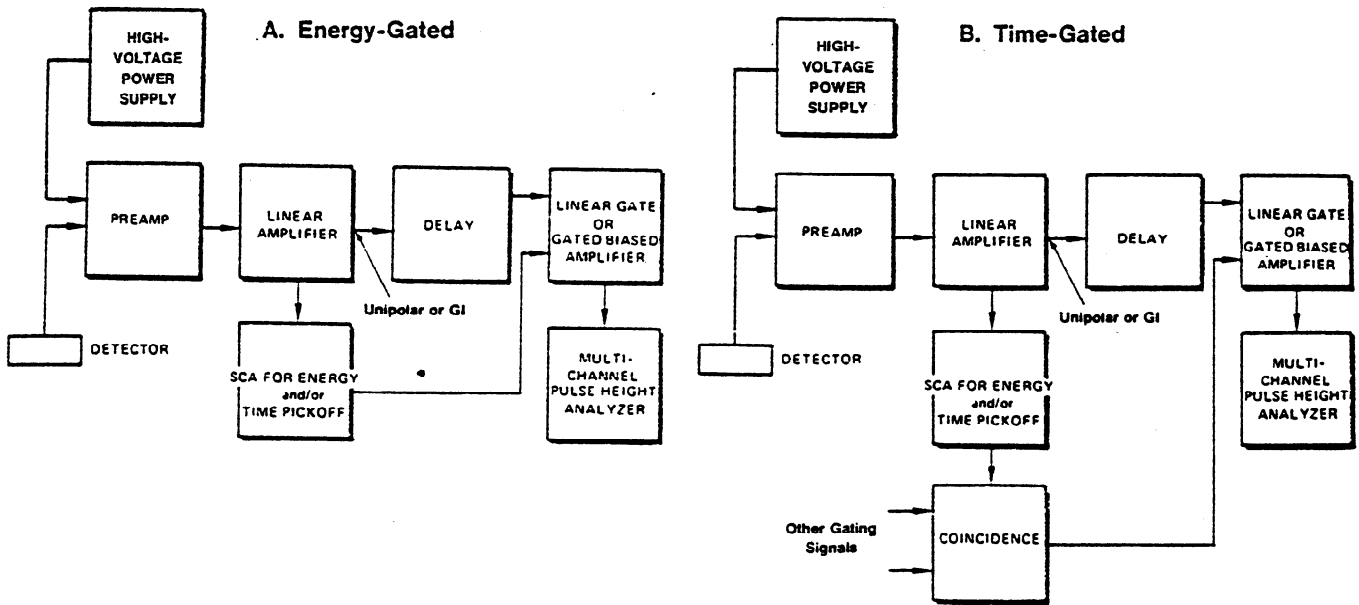 A. Energy-Gated
HIGH-
VOLTAGE
POWER
SUPPLY
PREAMP
LINEAR
AMPLIFIER
DELAY
LINEAR GATE
OR
GATED BIASED
AMPLIFIER
Unipolar or GI
DETECTOR
SCA FOR ENERGY
and/or
TIME PICKOFF
MULTI-
CHANNEL
PULSE HEIGHT
ANALYZER
B. Time-Gated
HIGH-
VOLTAGE
POWER
SUPPLY
PREAMP
LINEAR
AMPLIFIER
DELAY
LINEAR GATE
OR
GATED BIASED
AMPLIFIER
Unipolar or GI
DETECTOR
SCA FOR ENERGY
and/or
TIME PICKOFF
MULTI-
CHANNEL
PULSE HEIGHT
ANALYZER
Other Gating
Signals
COINCIDENCE